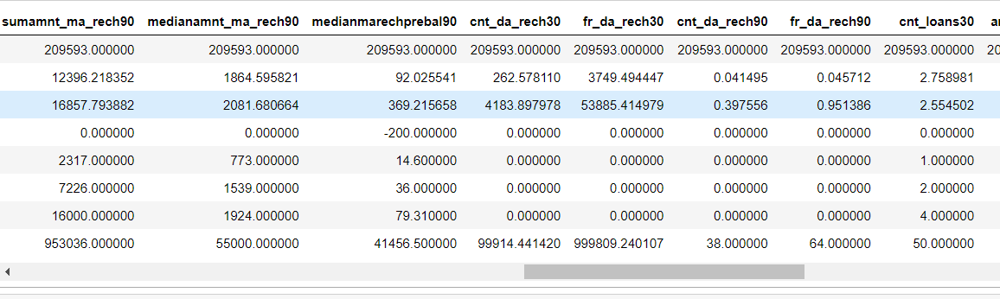 sumamnt_ma_rech90 medianamnt_ma_rech90 medianmarechprebal90 cnt_da_rech30 fr_da_rech30 cnt_da_rech90 fr_da_rech90 cnt_loans30
209593.000000 209593.000000 209593.000000 209593.000000 209593.000000 209593.000000 209593.000000 209593.000000 20
12396.218352 1864.595821 92.025541 262.578110 3749.494447 0.041495 0.045712 2.758981
16857.793882 2081.680664 369.215658 4183.897978 53885.414979 0.397556 0.951386 2.554502
0.000000 0.000000 -200.000000 0.000000 0.000000 0.000000 0.000000 0.000000
2317.000000 773.000000 14.600000 0.000000 0.000000 0.000000 0.000000 1.000000
7226.000000 1539.000000 36.000000 0.000000 0.000000 0.000000 0.000000 2.000000
16000.000000 1924.000000 79.310000 0.000000 0.000000 0.000000 0.000000 4.000000
953036.000000 55000.000000 41456.500000 99914.441420 999809.240107 38.000000 64.000000 50.000000